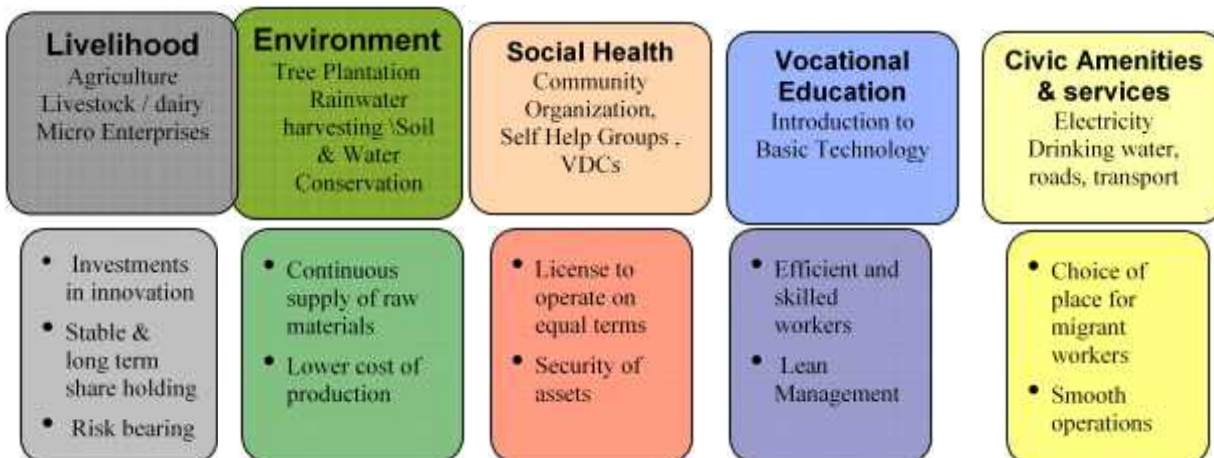 Livelihood
Agriculture
Livestock / dairy
Micro Enterprises
Environment
Tree Plantation
Rainwater
harvesting \Soil
& Water
Conservation
Social Health
Community
Organization,
Self Help Groups ,
VDCs
Vocational
Education
Introduction to
Basic Technology
Civic Amenities
& services
Electricity
Drinking water,
roads, transport
• Investments
in innovation
• Stable &
long term
share holding
• Risk bearing
• Continuous
supply of raw
materials
• Lower cost of
production
• License to
operate on
equal terms
• Security of
assets
• Efficient and
skilled
workers
• Lean
Management
• Choice of
place for
migrant
workers
• Smooth
operations